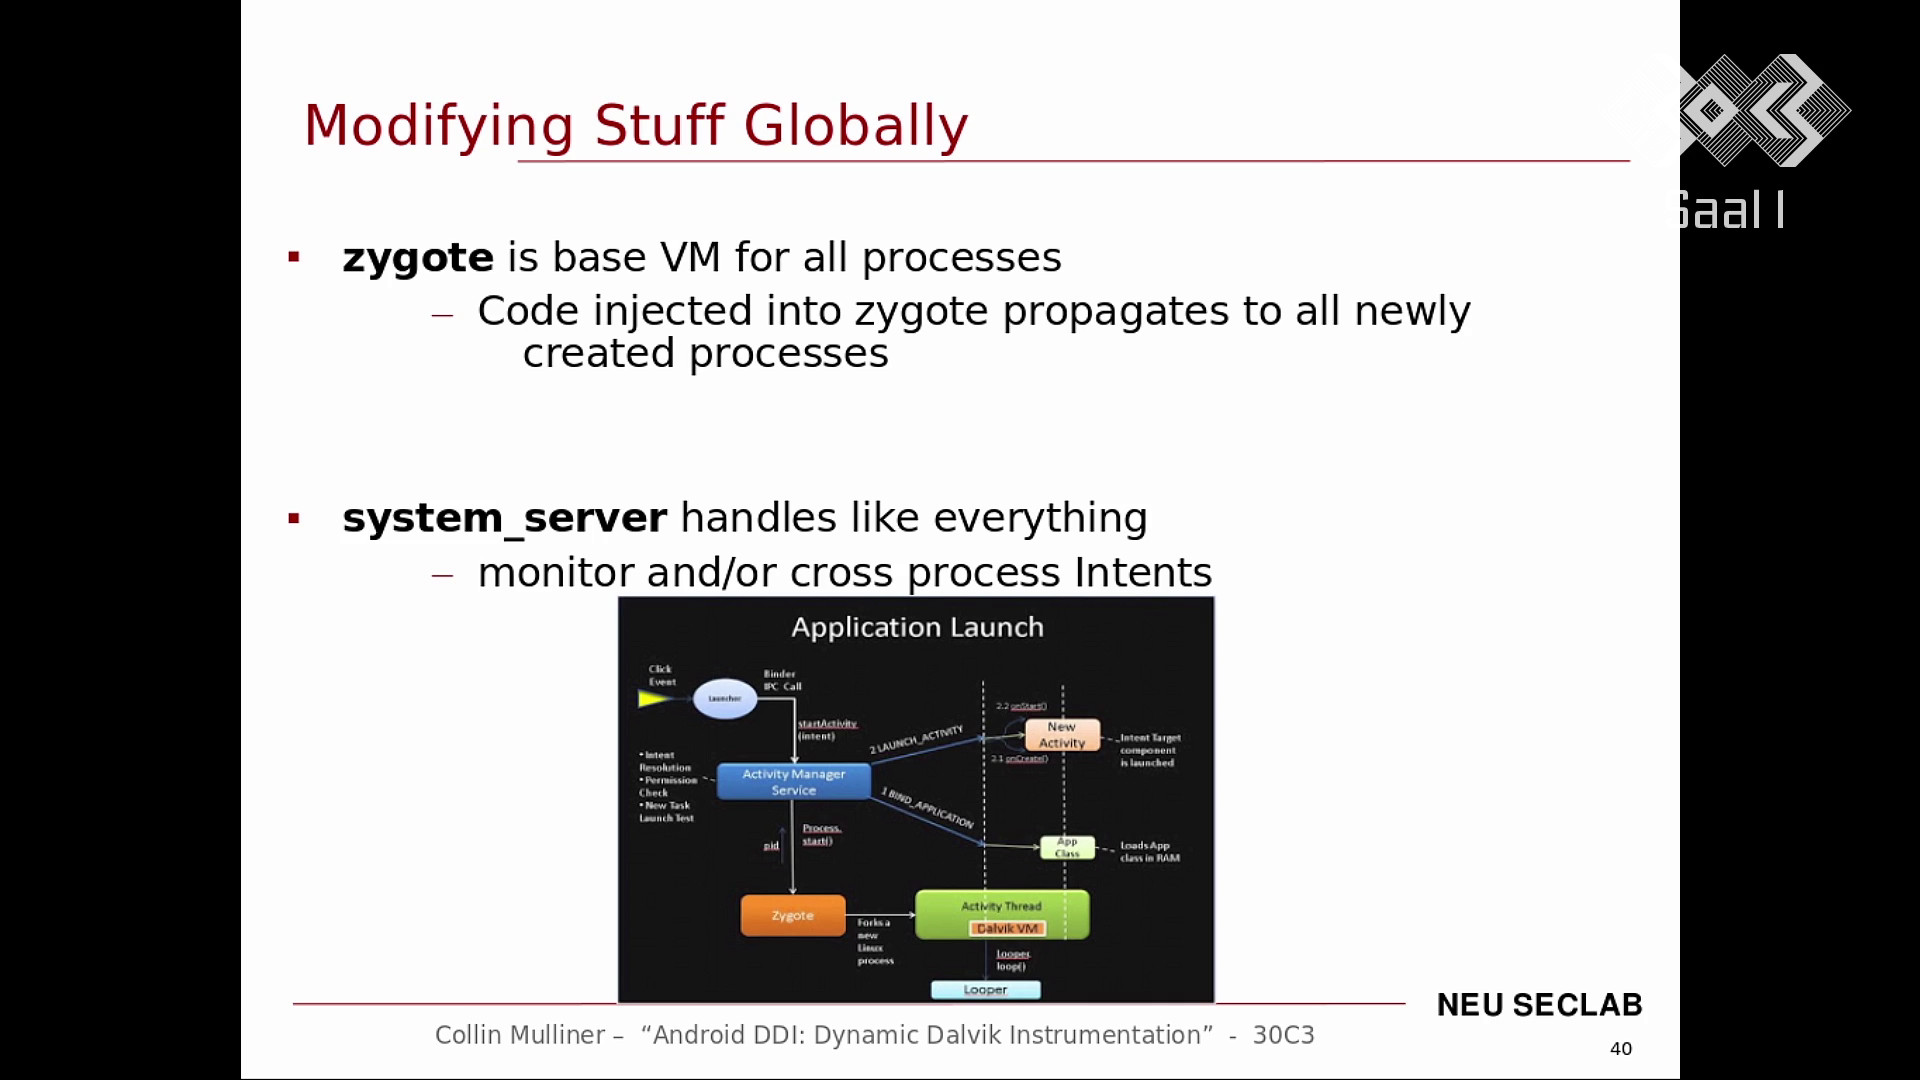 Modifying Stuff Globally
Saal 1
▪ zygote is base VM for all processes
– Code injected into zygote propagates to all newly
created processes
▪ system_server handles like everything
– monitor and/or cross process Intents
Application Launch
Click
Event
Launcher
Binder
IPC Call
startActivity
(intent)
• Intent
Resolution
• Permission
Check
• New Task
Launch Test
Activity Manager
Service
2 LAUNCH_ACTIVITY
1 BIND_APPLICATION
2.2 onStart()
New
Activity
2.1 onCreate()
Intent Target
component
is launched
pid
Process.
start()
App
Class
Loads App
class in RAM
Zygote
Forks a
new
Linux
process
Activity Thread
Dalvik VM
Looper.
loop()
Looper
NEU SECLAB
Collin Mulliner – “Android DDI: Dynamic Dalvik Instrumentation” - 30C3
40